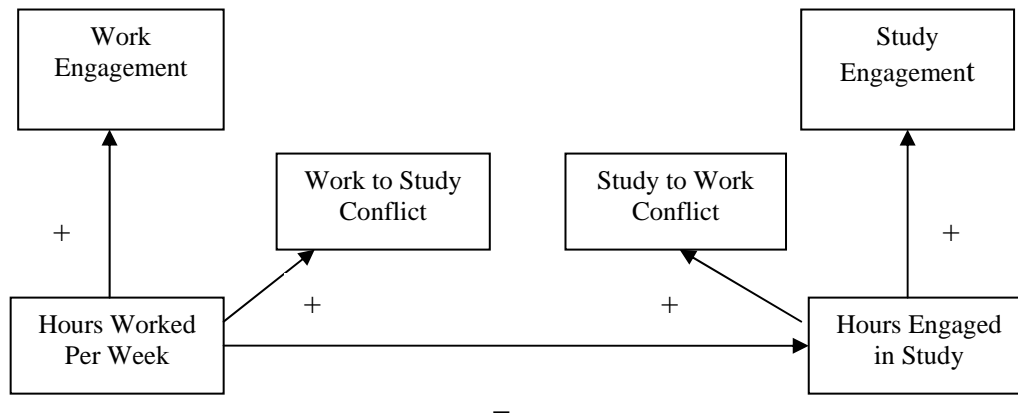 Work
Engagement
Study
Engagement
Work to Study
Conflict
Study to Work
Conflict
+
+
+
+
Hours Worked
Per Week
Hours Engaged
in Study
–